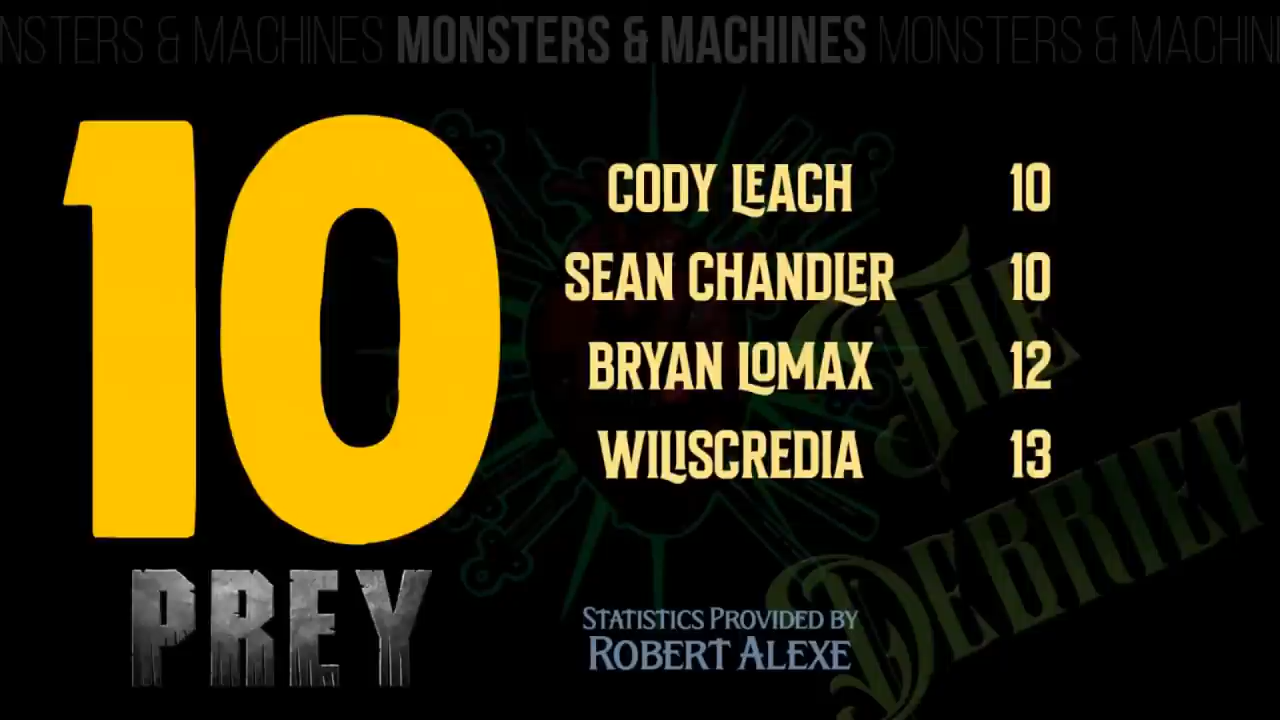 NSTERS & MACHINES MONSTERS & MACHINES MONSTERS & MACHIN
10
PREY
CODY LEACH 10
SEAN CHANDLER 10
BRYAN LOMAX 12
WILISCREDIA 13
THE
DEBRIEF
STATISTICS PROVIDED BY
ROBERT ALEXE